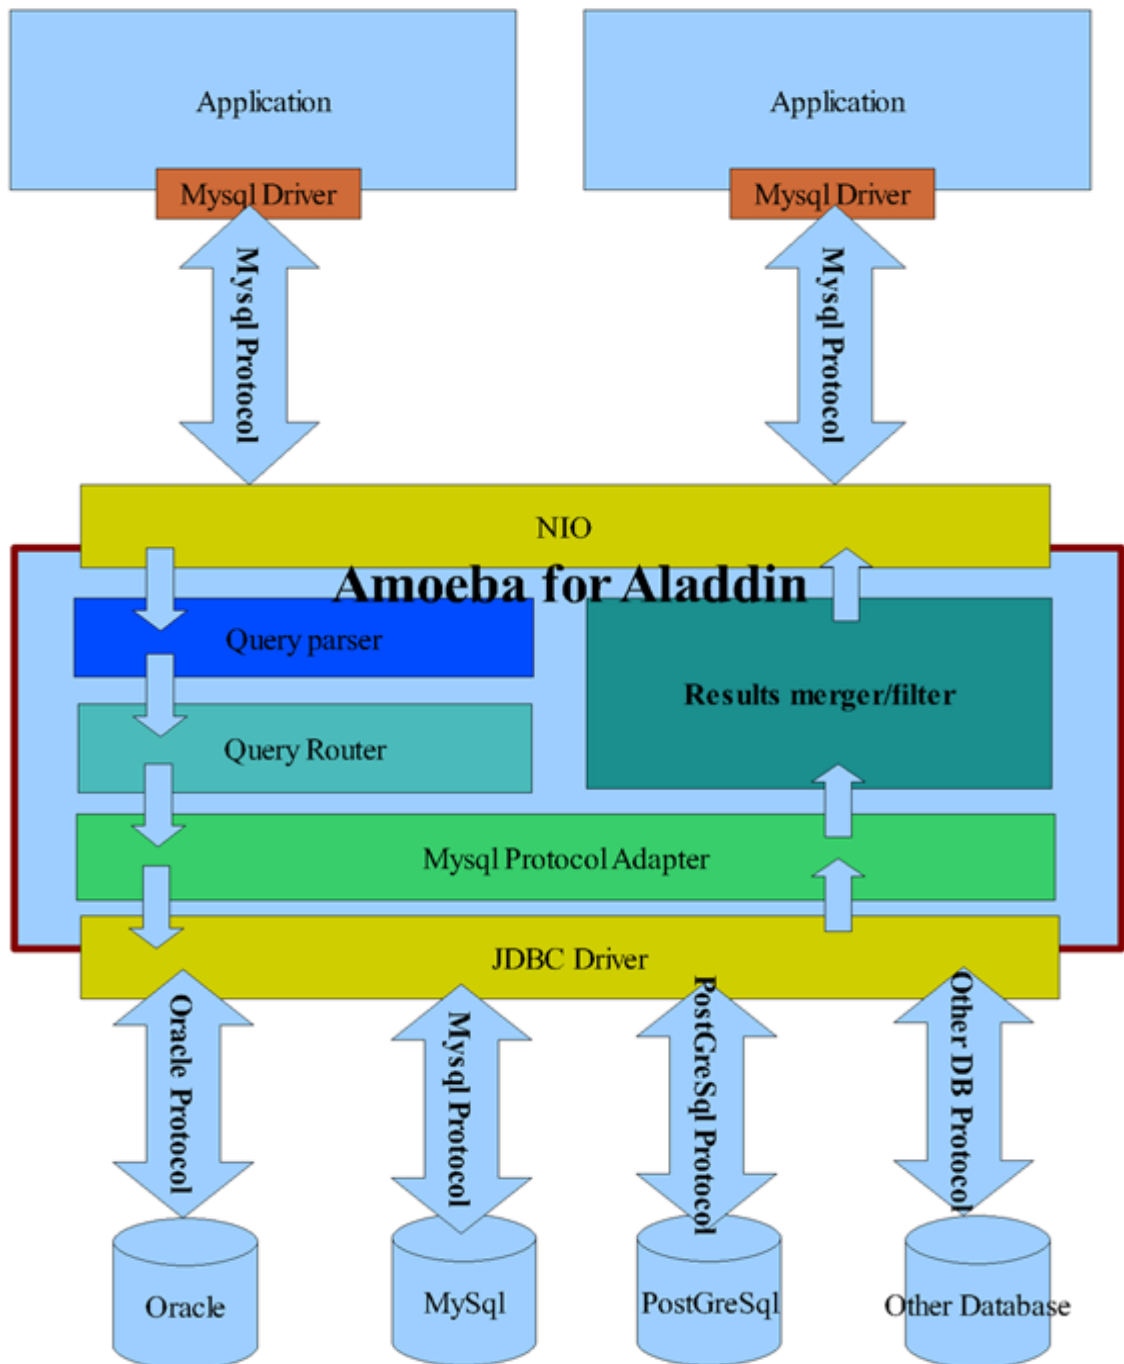 Application
Application
Mysql Driver
Mysql Driver
Mysql Protocol
Mysql Protocol
NIO
Amoeba for Aladdin
Query parser
Results merger/filter
Query Router
Mysql Protocol Adapter
JDBC Driver
Oracle Protocol
Mysql Protocol
PostGreSql Protocol
Other DB Protocol
Oracle
MySql
PostGreSql
Other Database